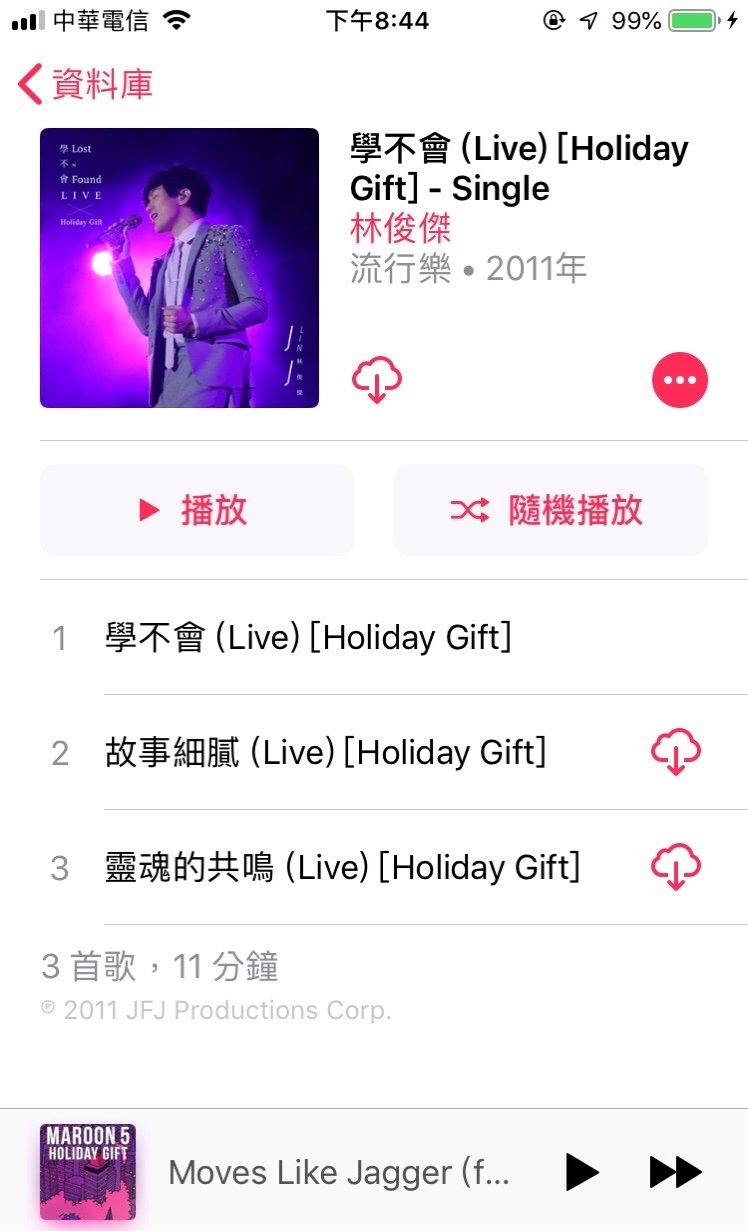 中華電信 下午8:44 99%
資料庫
學 Lost
不 N
會 Found
LIVE
Holiday Gift
JJ LIN 林俊傑
學不會 (Live) [Holiday
Gift] - Single
林俊傑
流行樂 • 2011年
播放 隨機播放
1 學不會 (Live) [Holiday Gift]
2 故事細膩 (Live) [Holiday Gift]
3 靈魂的共鳴 (Live) [Holiday Gift]
3 首歌，11 分鐘
℗ 2011 JFJ Productions Corp.
MAROON 5
HOLIDAY GIFT
Moves Like Jagger (f...